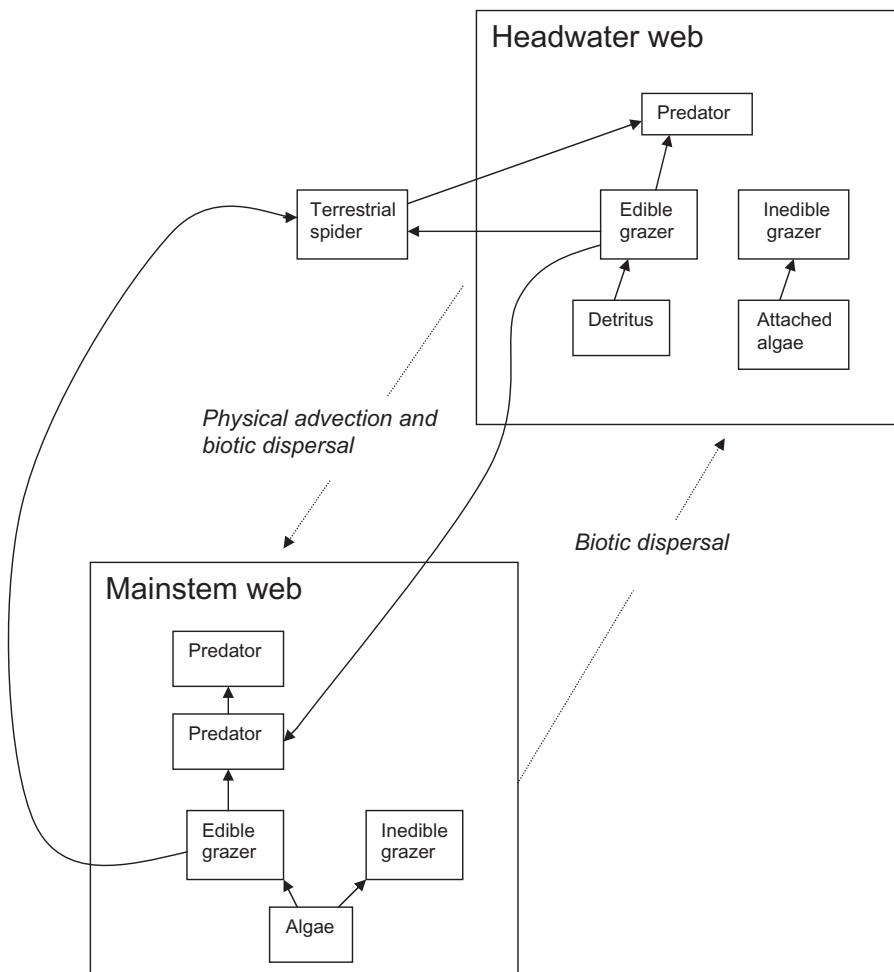 Headwater web
Predator
Terrestrial
spider
Edible
grazer
Inedible
grazer
Detritus
Attached
algae
Physical advection and
biotic dispersal
Biotic dispersal
Mainstem web
Predator
Predator
Edible
grazer
Inedible
grazer
Algae